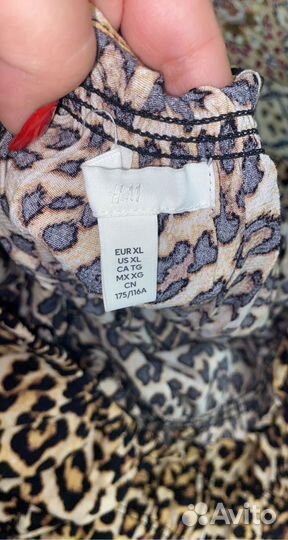 H&M
EUR XL
US XL
CA TG
MX XG
CN
175/116A
Avito